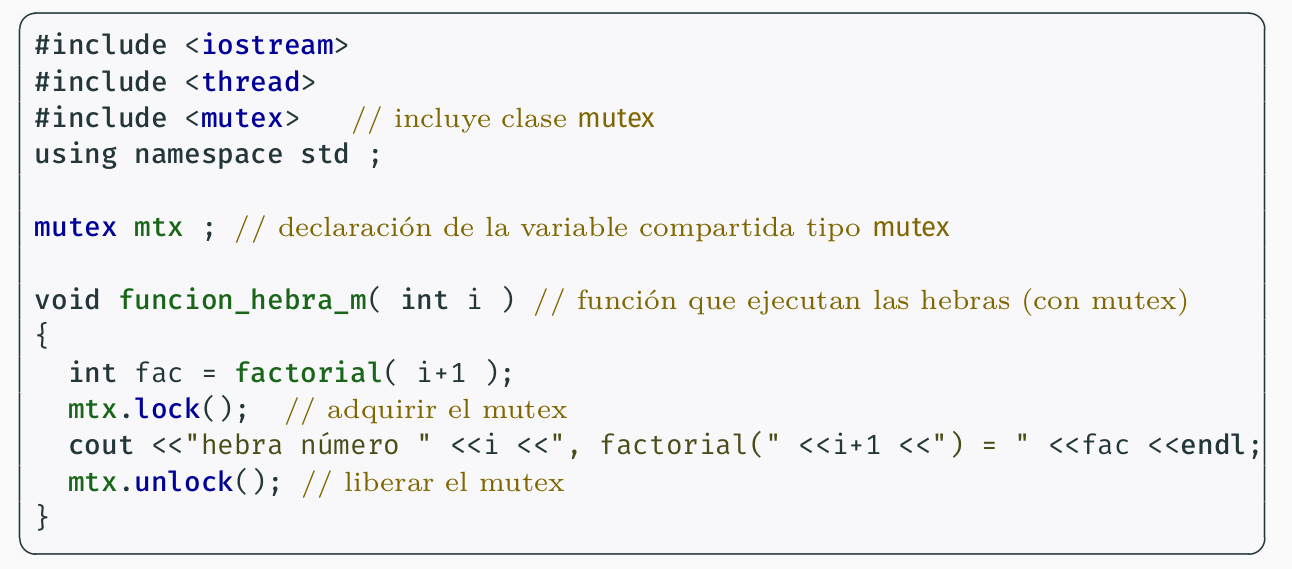 #include <iostream>
#include <thread>
#include <mutex>   // incluye clase mutex
using namespace std ;
mutex mtx ; // declaración de la variable compartida tipo mutex
void funcion_hebra_m( int i ) // función que ejecutan las hebras (con mutex)
{
  int fac = factorial( i+1 );
  mtx.lock();  // adquirir el mutex
  cout <<"hebra número " <<i <<", factorial(" <<i+1 <<") = " <<fac <<endl;
  mtx.unlock(); // liberar el mutex
}